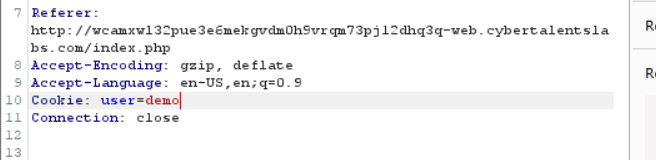 7 Referer:
http://wcamxwl32pue3e6mekgvdm0h9vrqm73pjl2dhq3q-web.cybertalentsla
bs.com/index.php
8 Accept-Encoding: gzip, deflate
9 Accept-Language: en-US,en;q=0.9
10 Cookie: user=demo
11 Connection: close
12
13
Re
Re